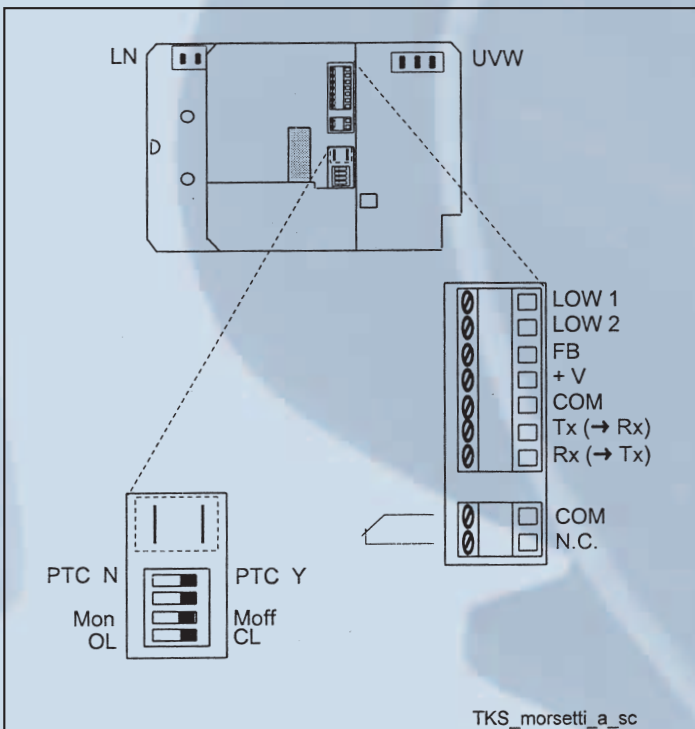 LN
UVW
LOW 1
LOW 2
FB
+ V
COM
Tx (→ Rx)
Rx (→ Tx)
COM
N.C.
PTC N PTC Y
Mon Moff
OL CL
TKS_morsetti_a_sc